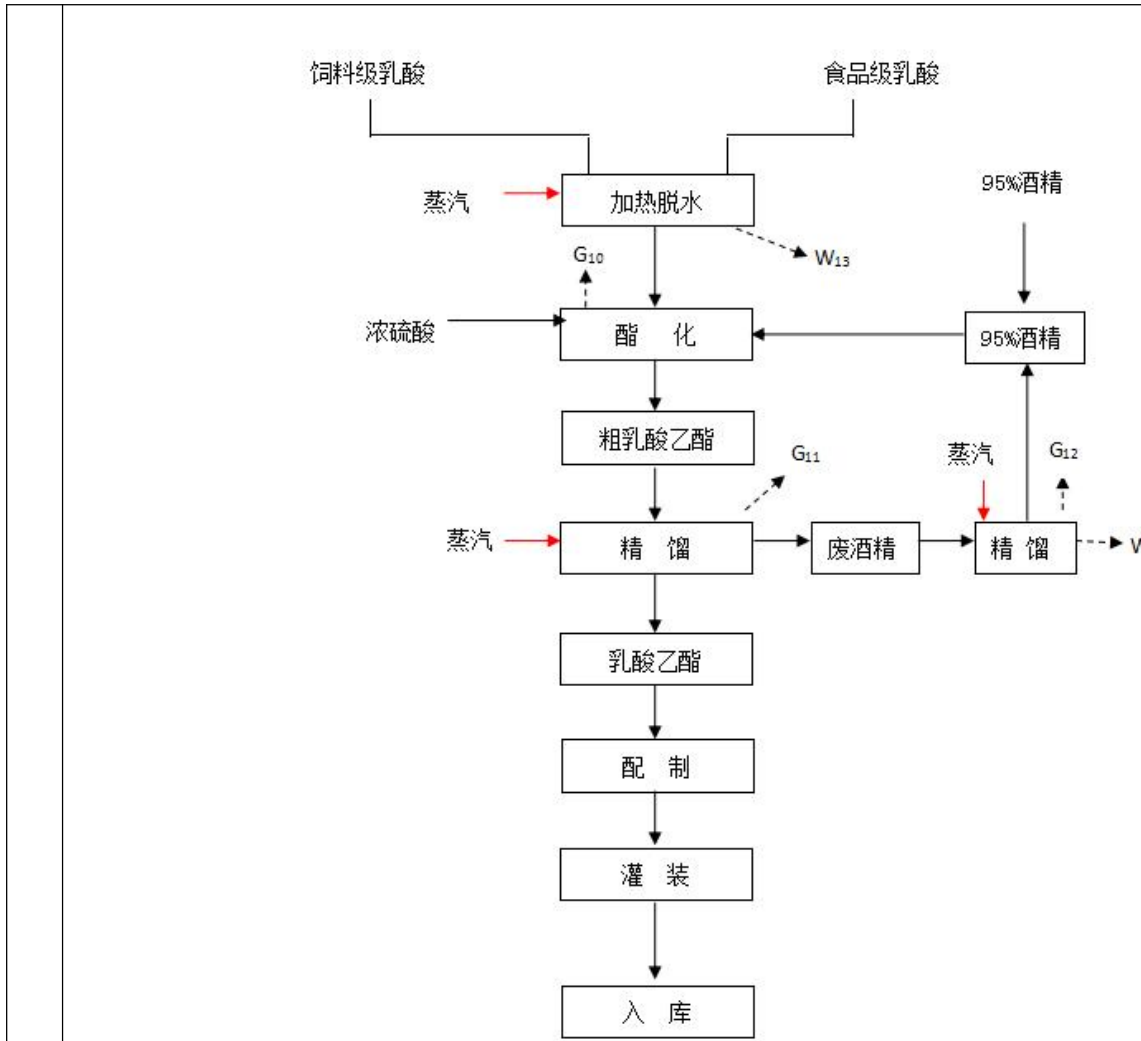 饲料级乳酸 食品级乳酸
蒸汽 加热脱水 95%酒精
G₁₀ W₁₃
浓硫酸 酯 化 95%酒精
粗乳酸乙酯
G₁₁ 蒸汽 G₁₂
蒸汽 精 馏 废酒精 精 馏 W
乳酸乙酯
配 制
灌 装
入 库